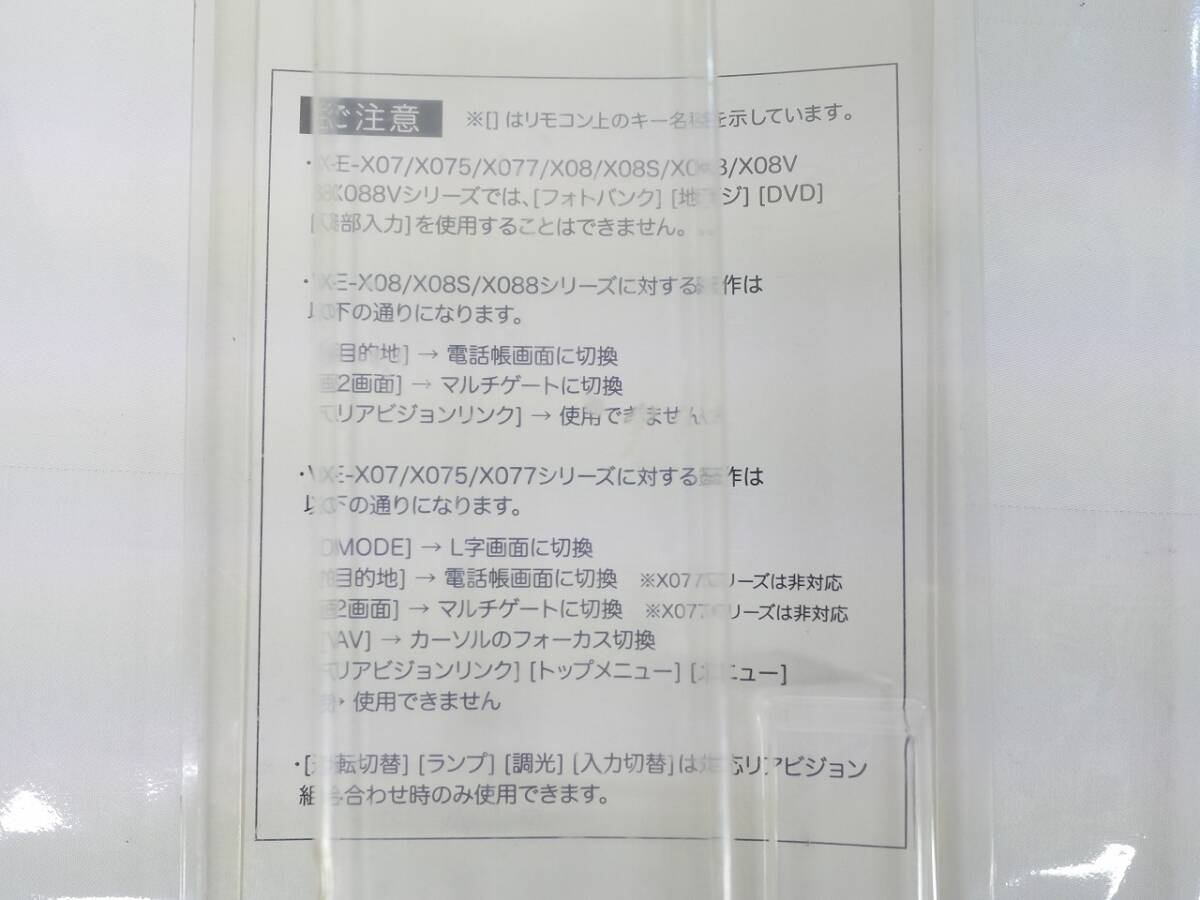 ご注意 ※[]はリモコン上のキー名称を示しています。
・E-X07/X075/X077/X08/X08S/X088/X08V
X088Vシリーズでは、[フォトバンク] [地デジ] [DVD]
[外部入力]を使用することはできません。
・E-X08/X08S/X088シリーズに対する操作は
以下の通りになります。
[目的地] → 電話帳画面に切換
[2画面] → マルチゲートに切換
[リアビジョンリンク] → 使用できません
・E-X07/X075/X077シリーズに対する操作は
以下の通りになります。
MODE] → L字画面に切換
[目的地] → 電話帳画面に切換 ※X077シリーズは非対応
[2画面] → マルチゲートに切換 ※X077シリーズは非対応
AV] → カーソルのフォーカス切換
[リアビジョンリンク] [トップメニュー] [メニュー]
→ 使用できません
・[反転切替] [ランプ] [調光] [入力切替]は対応リアビジョン
組み合わせ時のみ使用できます。